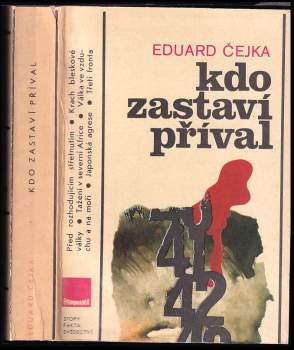 EDUARD ČEJKA
kdo
zastaví
příval
41
42
Před rozhodujícím střetnutím ● Krach bleskové
války ● Tažení v severní Africe ● Válka ve vzdu-
chu a na moři ● Japonská agrese ● Třetí fronta
STOPY
FAKTA
SVĚDECTVÍ
EDUARD ČEJKA
KDO ZASTAVÍ PŘÍVAL